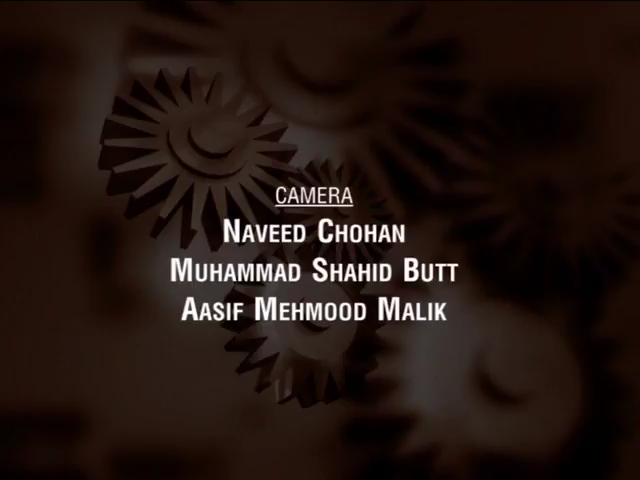 CAMERA
NAVEED CHOHAN
MUHAMMAD SHAHID BUTT
AASIF MEHMOOD MALIK